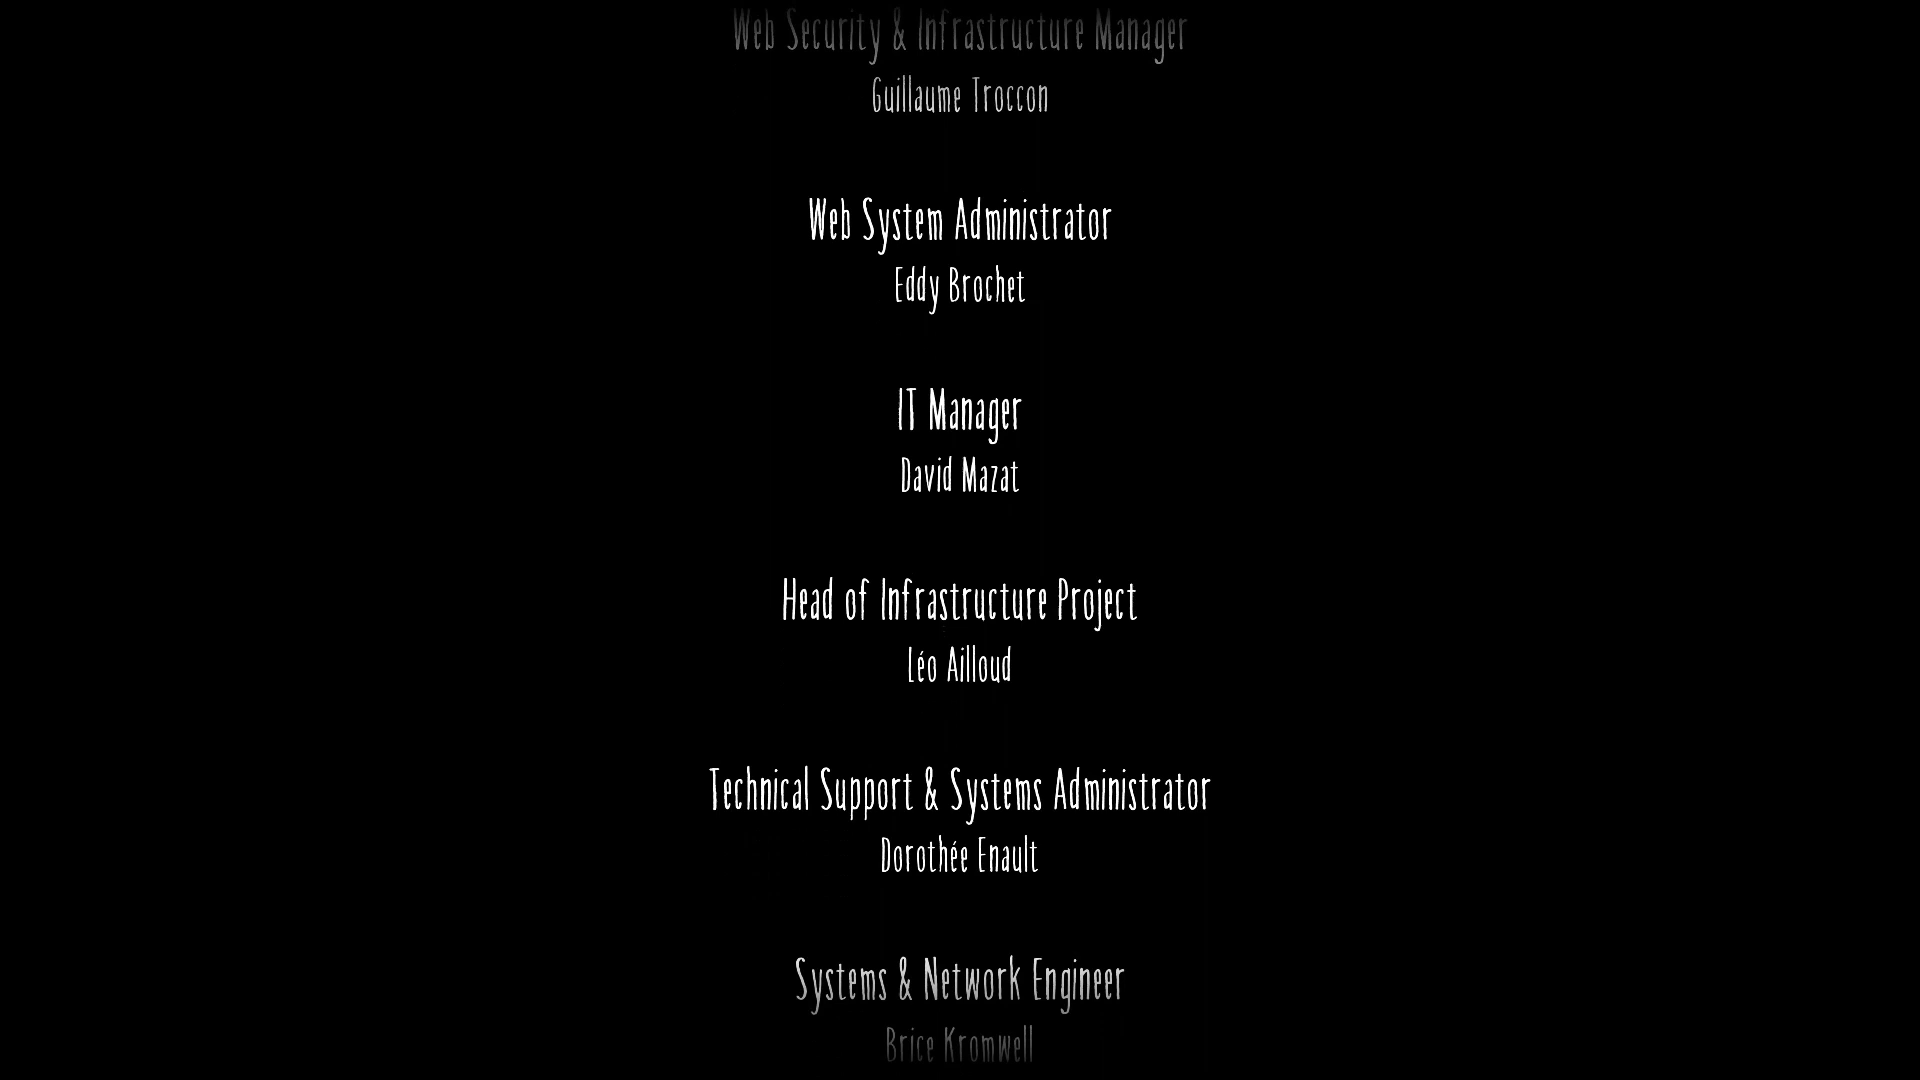 Web Security & Infrastructure Manager
Guillaume Troccon
Web System Administrator
Eddy Brochet
IT Manager
David Mazat
Head of Infrastructure Project
Léo Ailloud
Technical Support & Systems Administrator
Dorothée Enault
Systems & Network Engineer
Brice Kromwell